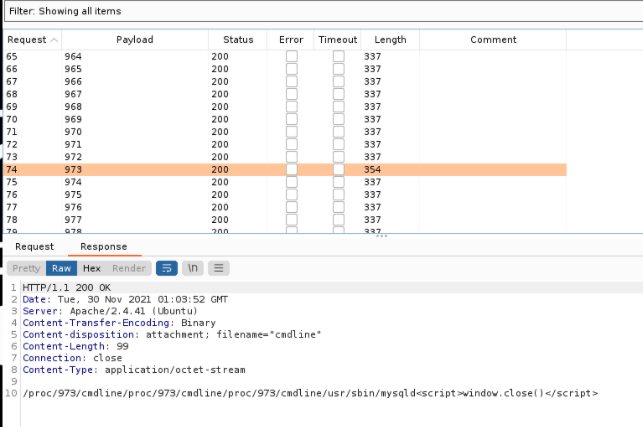 Filter: Showing all items
Request Payload Status Error Timeout Length Comment
65 964 200 337
66 965 200 337
67 966 200 337
68 967 200 337
69 968 200 337
70 969 200 337
71 970 200 337
72 971 200 337
73 972 200 337
74 973 200 354
75 974 200 337
76 975 200 337
77 976 200 337
78 977 200 337
79 978 200 337
Request Response
Pretty Raw Hex Render \n
1 HTTP/1.1 200 OK
2 Date: Tue, 30 Nov 2021 01:03:52 GMT
3 Server: Apache/2.4.41 (Ubuntu)
4 Content-Transfer-Encoding: Binary
5 Content-disposition: attachment; filename="cmdline"
6 Content-Length: 99
7 Connection: close
8 Content-Type: application/octet-stream
9
10 /proc/973/cmdline/proc/973/cmdline/proc/973/cmdline/usr/sbin/mysqld<script>window.close()</script>